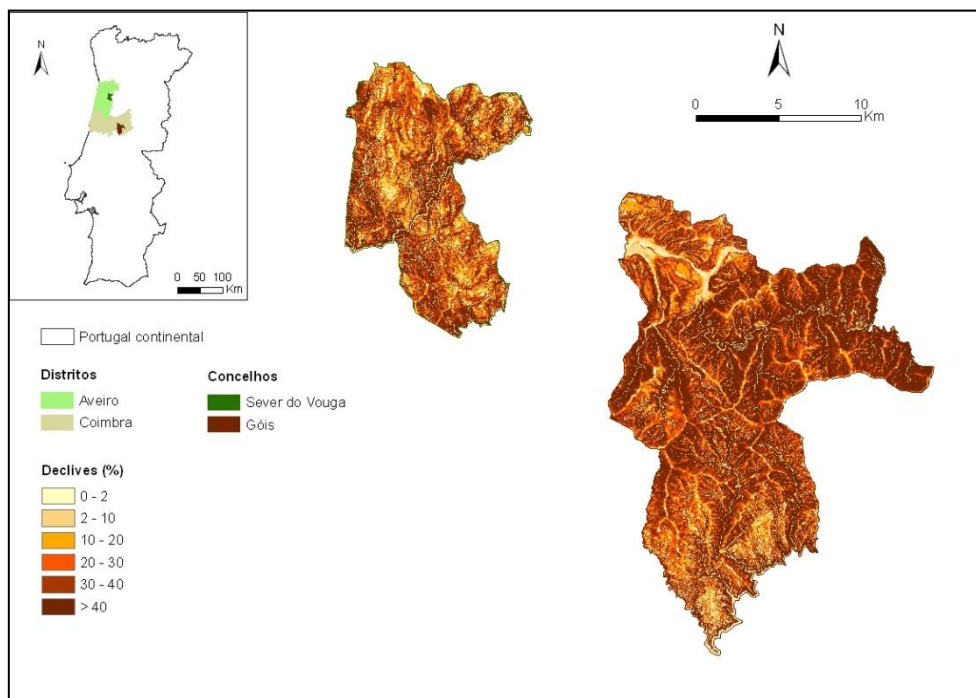 N
0 50 100
Km
N
0 5 10
Km
Portugal continental
Distritos
Aveiro
Coimbra
Concelhos
Sever do Vouga
Góis
Declives (%)
0 - 2
2 - 10
10 - 20
20 - 30
30 - 40
> 40